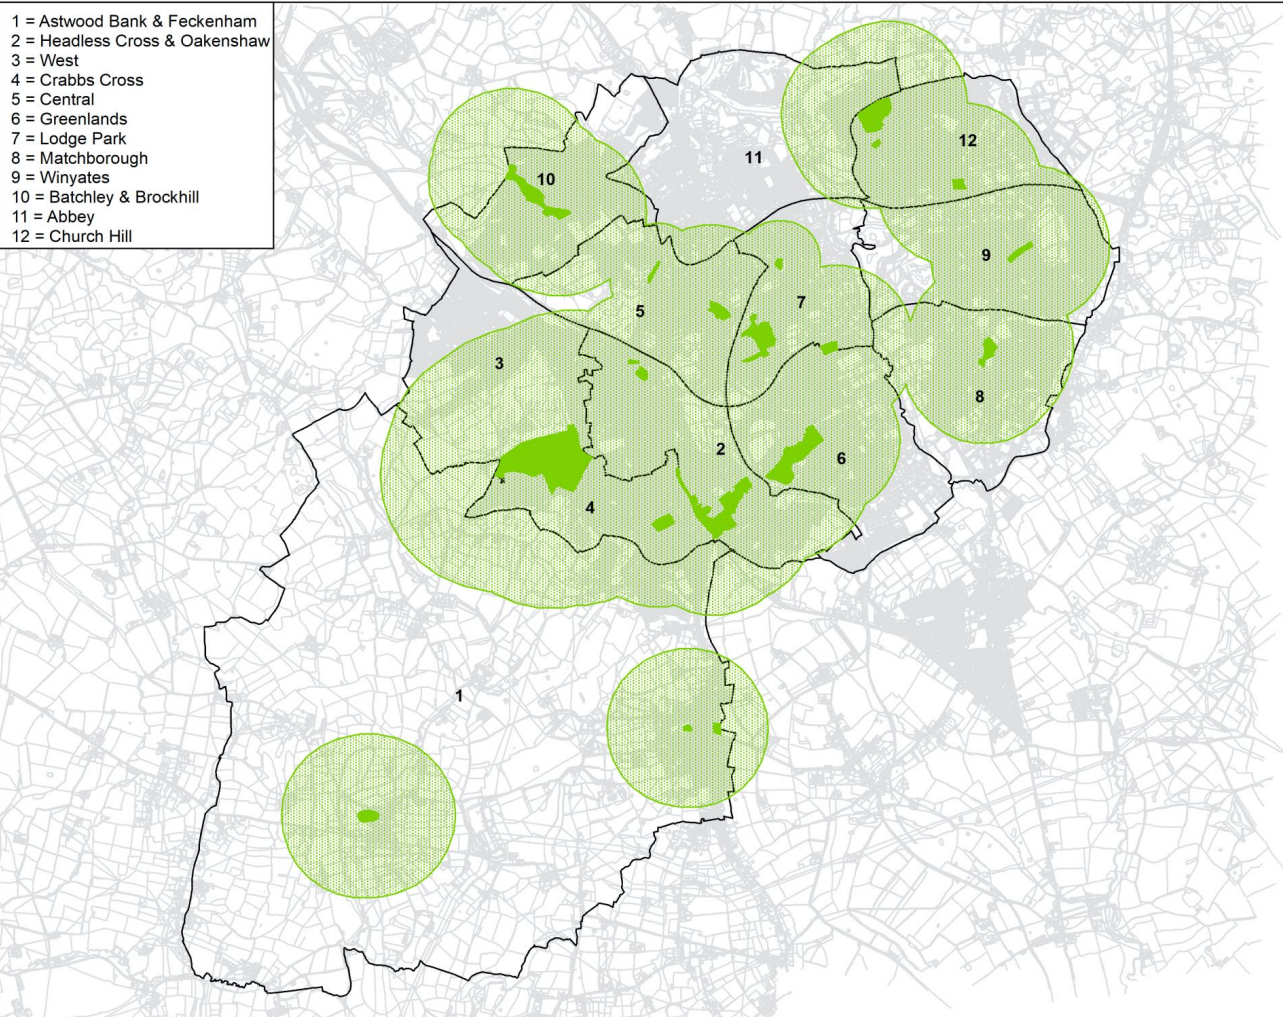 1 = Astwood Bank & Feckenham
2 = Headless Cross & Oakenshaw
3 = West
4 = Crabbs Cross
5 = Central
6 = Greenlands
7 = Lodge Park
8 = Matchborough
9 = Winyates
10 = Batchley & Brockhill
11 = Abbey
12 = Church Hill
12
11
10
9
7
5
3
8
2
6
4
1